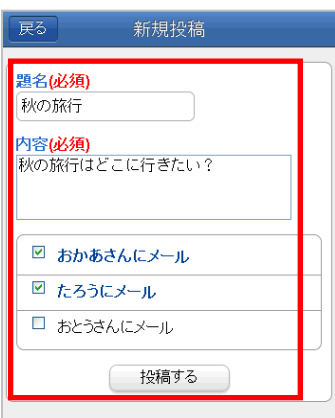 戻る 新規投稿
題名(必須)
秋の旅行
内容(必須)
秋の旅行はどこに行きたい？
おかあさんにメール
たろうにメール
おとうさんにメール
投稿する